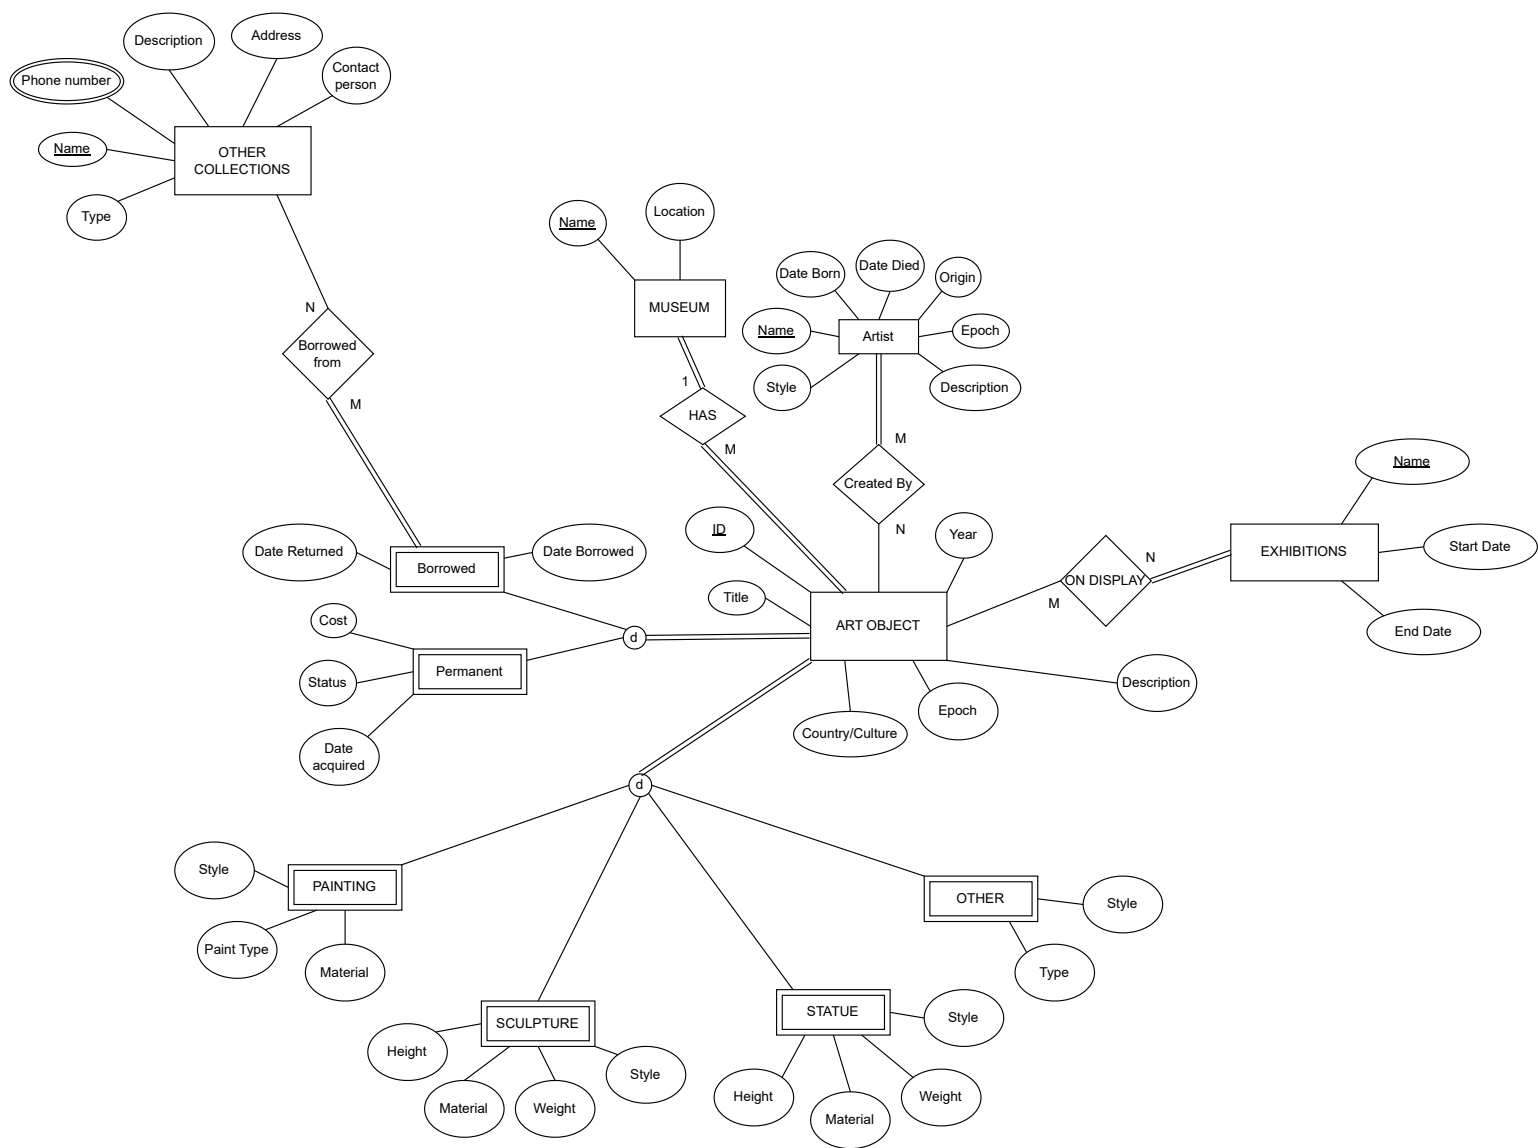 Description
Address
Contact
person
Phone number
Name
OTHER
COLLECTIONS
Type
N
Borrowed
from
M
Name
Location
MUSEUM
1
HAS
M
Date Born
Date Died
Origin
Name
Artist
Epoch
Style
Description
M
Created By
N
Name
N
EXHIBITIONS
Start Date
ON DISPLAY
M
End Date
ID
Year
Title
ART OBJECT
Description
Epoch
Country/Culture
Date Returned
Borrowed
Date Borrowed
Cost
d
Permanent
Status
Date
acquired
d
Style
PAINTING
Paint Type
Material
OTHER
Style
Type
SCULPTURE
Height
Style
Material
Weight
STATUE
Style
Height
Weight
Material